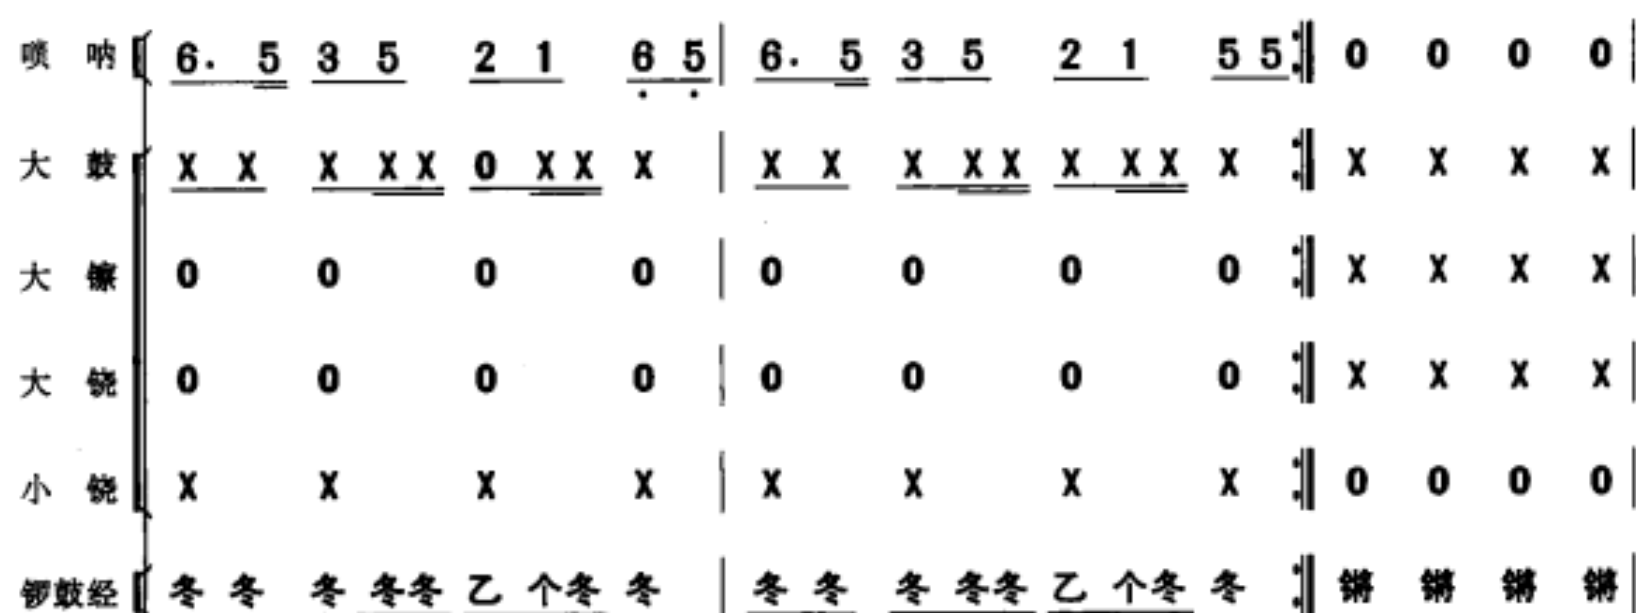 唢 呐 6. 5 3 5 2 1 6 5 | 6. 5 3 5 2 1 5 5 :‖ 0 0 0 0 |
大 鼓 X X X X X 0 X X X | X X X X X X X X X :‖ X X X X |
大 镲 0 0 0 0 | 0 0 0 0 :‖ X X X X |
大 铙 0 0 0 0 | 0 0 0 0 :‖ X X X X |
小 铙 X X X X | X X X X :‖ 0 0 0 0 |
锣鼓经 冬 冬 冬 冬冬 乙 个冬 冬 | 冬 冬 冬 冬冬 乙 个冬 冬 :‖ 锵 锵 锵 锵 |